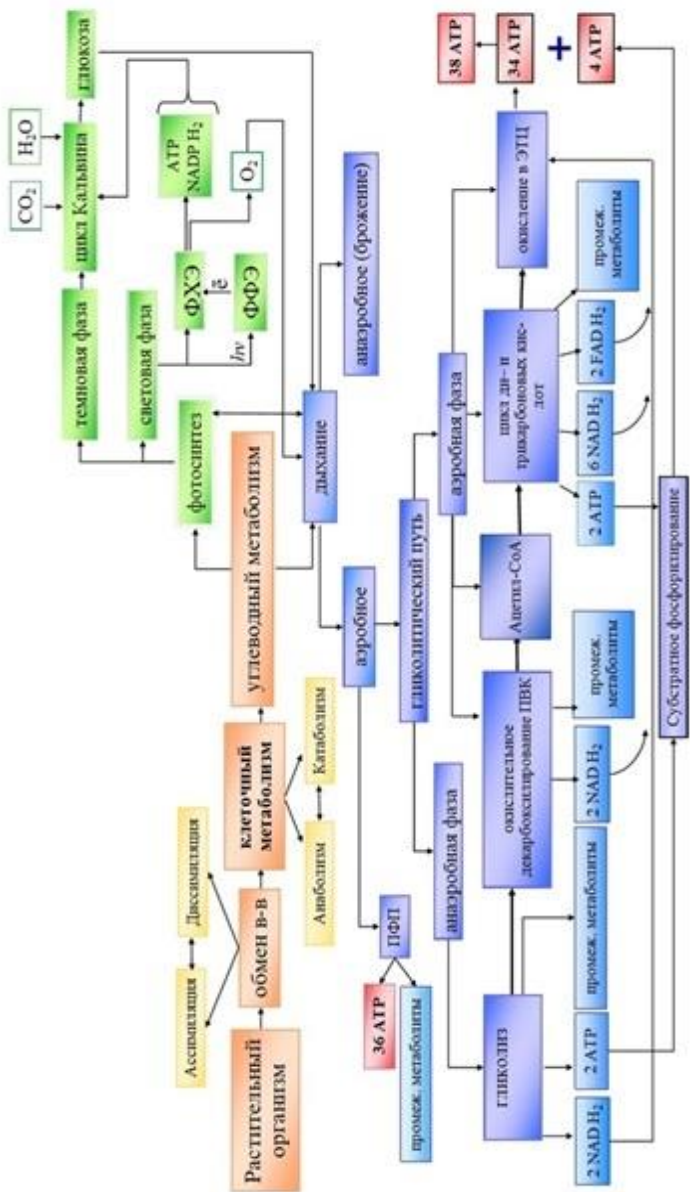 CO₂
H₂O
темновая фаза
цикл Кальвина
глюкоза
световая фаза
ATP
NADP H₂
ФХЭ
O₂
ē
hν
ФФЭ
фотосинтез
Ассимиляция
Диссимиляция
Растительный
организм
обмен в-в
клеточный
метаболизм
углеводный метаболизм
Анаболизм
Катаболизм
дыхание
аэробное
анаэробное (брожение)
ПФП
36 ATP
промеж. метаболиты
гликолитический путь
анаэробная фаза
аэробная фаза
38 ATP
34 ATP
+
4 ATP
гликолиз
окислительное
декарбоксилирование ПВК
Ацетил-CoA
цикл ди- и
трикарбоновых кис-
лот
окисление в ЭТЦ
2 NAD H₂
2 ATP
промеж. метаболиты
2 NAD H₂
промеж. метаболиты
2 ATP
6 NAD H₂
2 FAD H₂
промеж.
метаболиты
Субстратное фосфоритирование